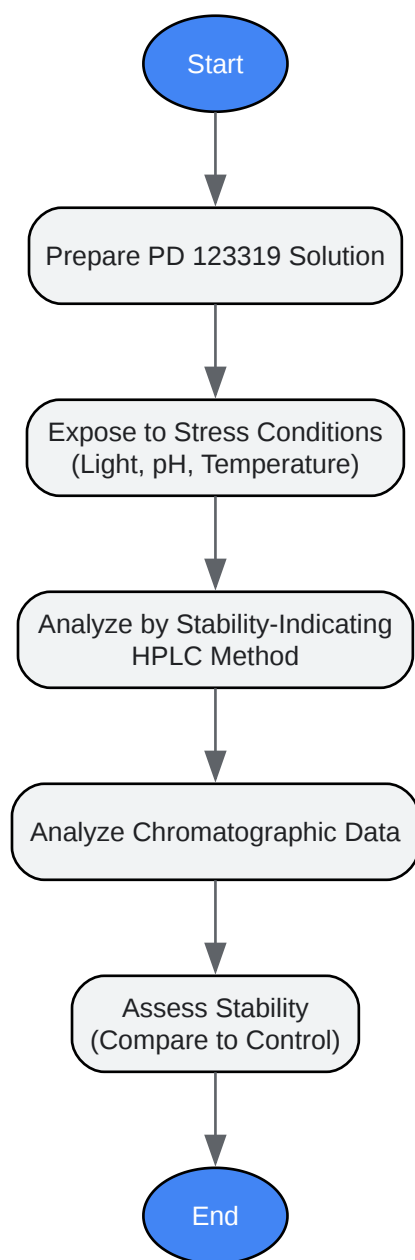 Start
Prepare PD 123319 Solution
Expose to Stress Conditions
(Light, pH, Temperature)
Analyze by Stability-Indicating
HPLC Method
Analyze Chromatographic Data
Assess Stability
(Compare to Control)
End